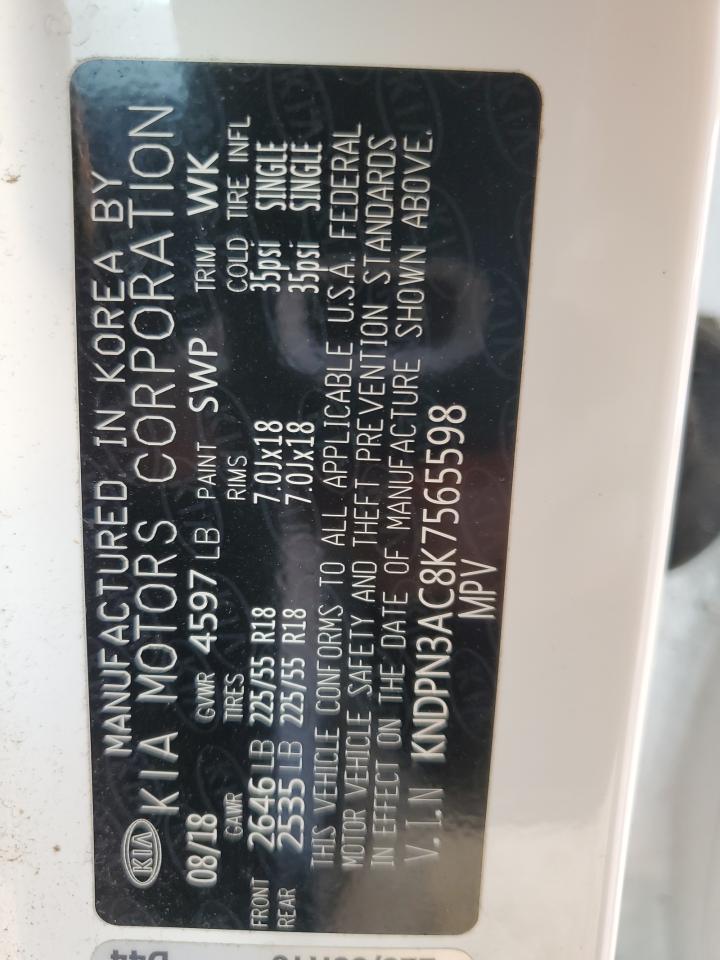 MANUFACTURED IN KOREA BY
KIA KIA MOTORS CORPORATION
08/18 GVWR 4597 LB PAINT SWP TRIM WK
GAWR TIRES RIMS COLD TIRE INFL
FRONT 2646 LB 225/55 R18 7.0Jx18 35psi SINGLE
REAR 2535 LB 225/55 R18 7.0Jx18 35psi SINGLE
THIS VEHICLE CONFORMS TO ALL APPLICABLE U.S.A. FEDERAL
MOTOR VEHICLE SAFETY AND THEFT PREVENTION STANDARDS
IN EFFECT ON THE DATE OF MANUFACTURE SHOWN ABOVE.
V.I.N KNDPN3AC8K7565598
MPV